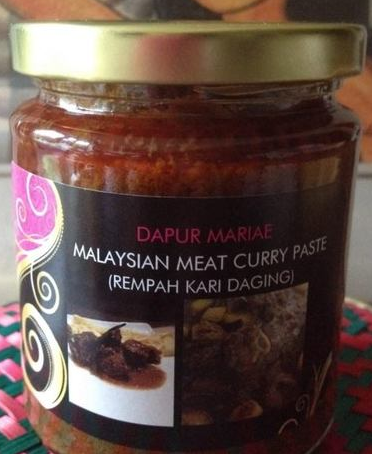 DAPUR MARIAE
MALAYSIAN MEAT CURRY PASTE
(REMPAH KARI DAGING)